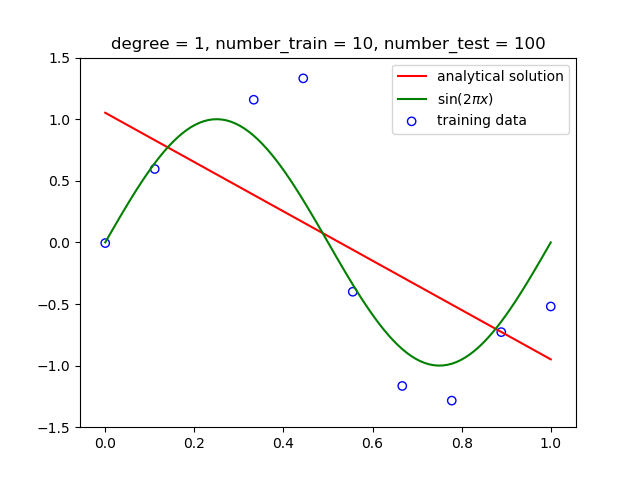 degree = 1, number_train = 10, number_test = 100
1.5
1.0
0.5
0.0
−0.5
−1.0
−1.5
0.0 0.2 0.4 0.6 0.8 1.0
analytical solution
sin(2πx)
training data